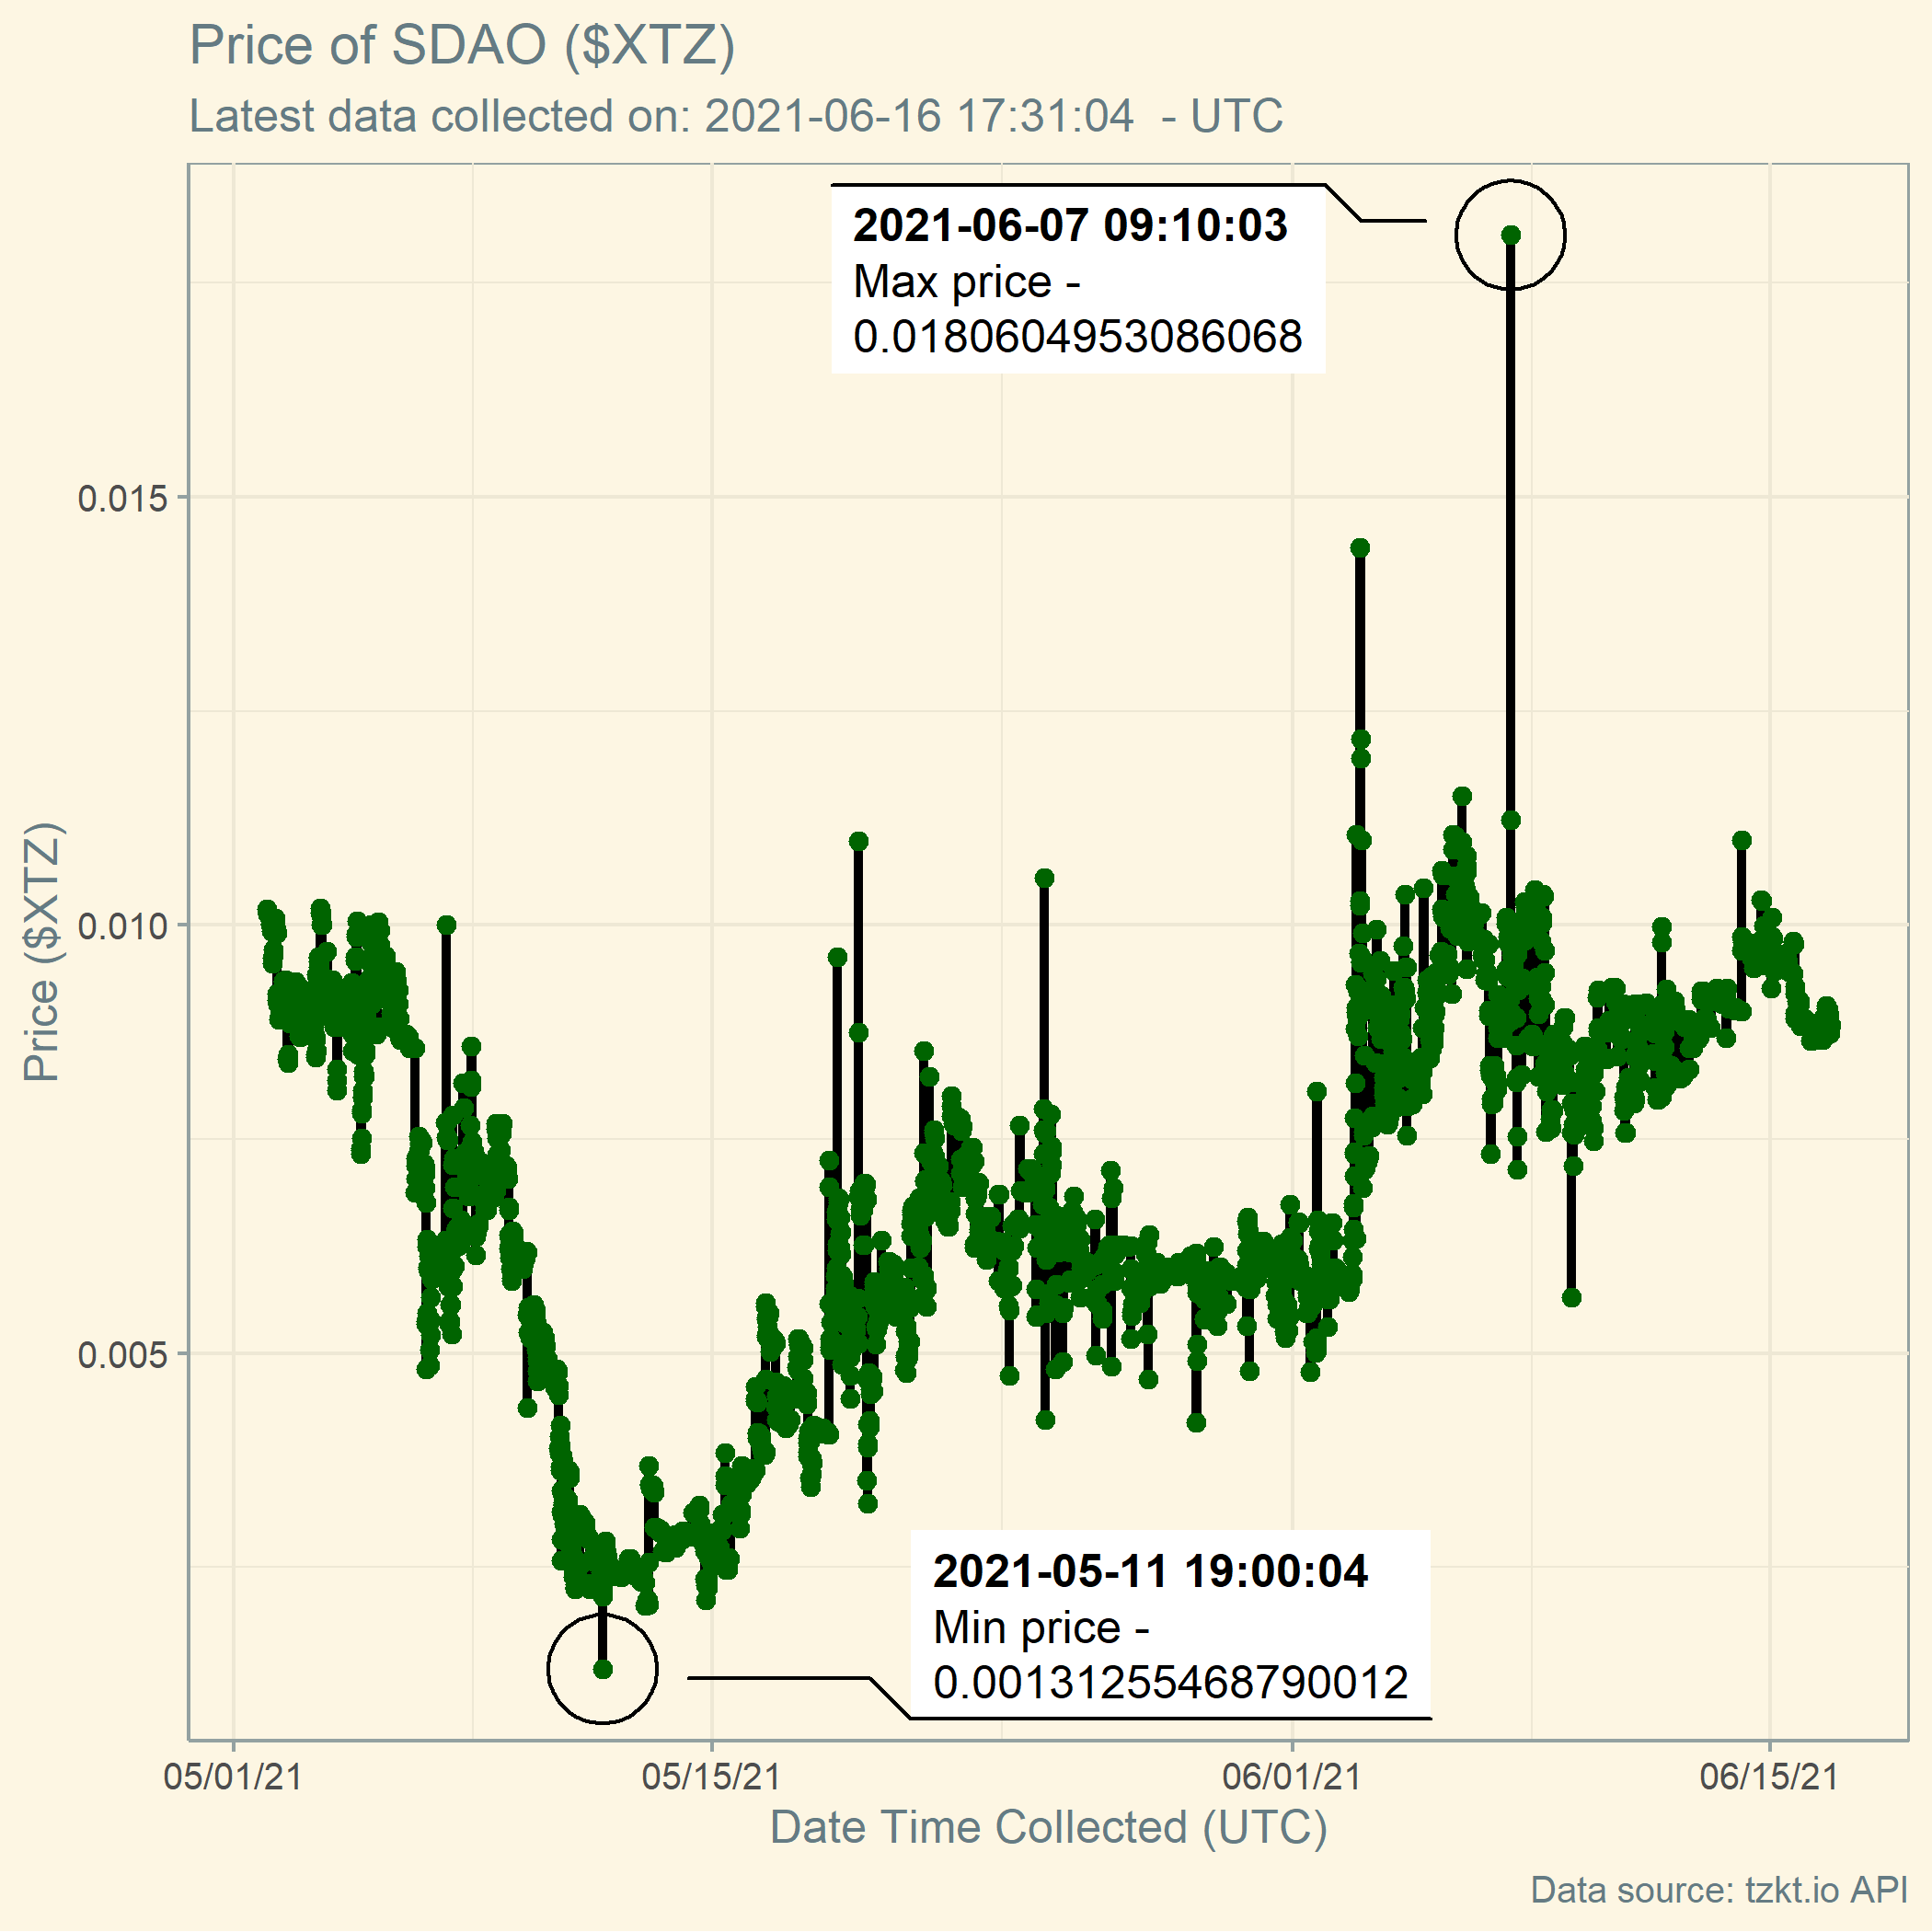 Price of SDAO ($XTZ)
Latest data collected on: 2021-06-16 17:31:04  - UTC
2021-06-07 09:10:03
Max price -
0.0180604953086068
0.015
0.010
0.005
Price ($XTZ)
2021-05-11 19:00:04
Min price -
0.00131255468790012
05/01/21
05/15/21
06/01/21
06/15/21
Date Time Collected (UTC)
Data source: tzkt.io API